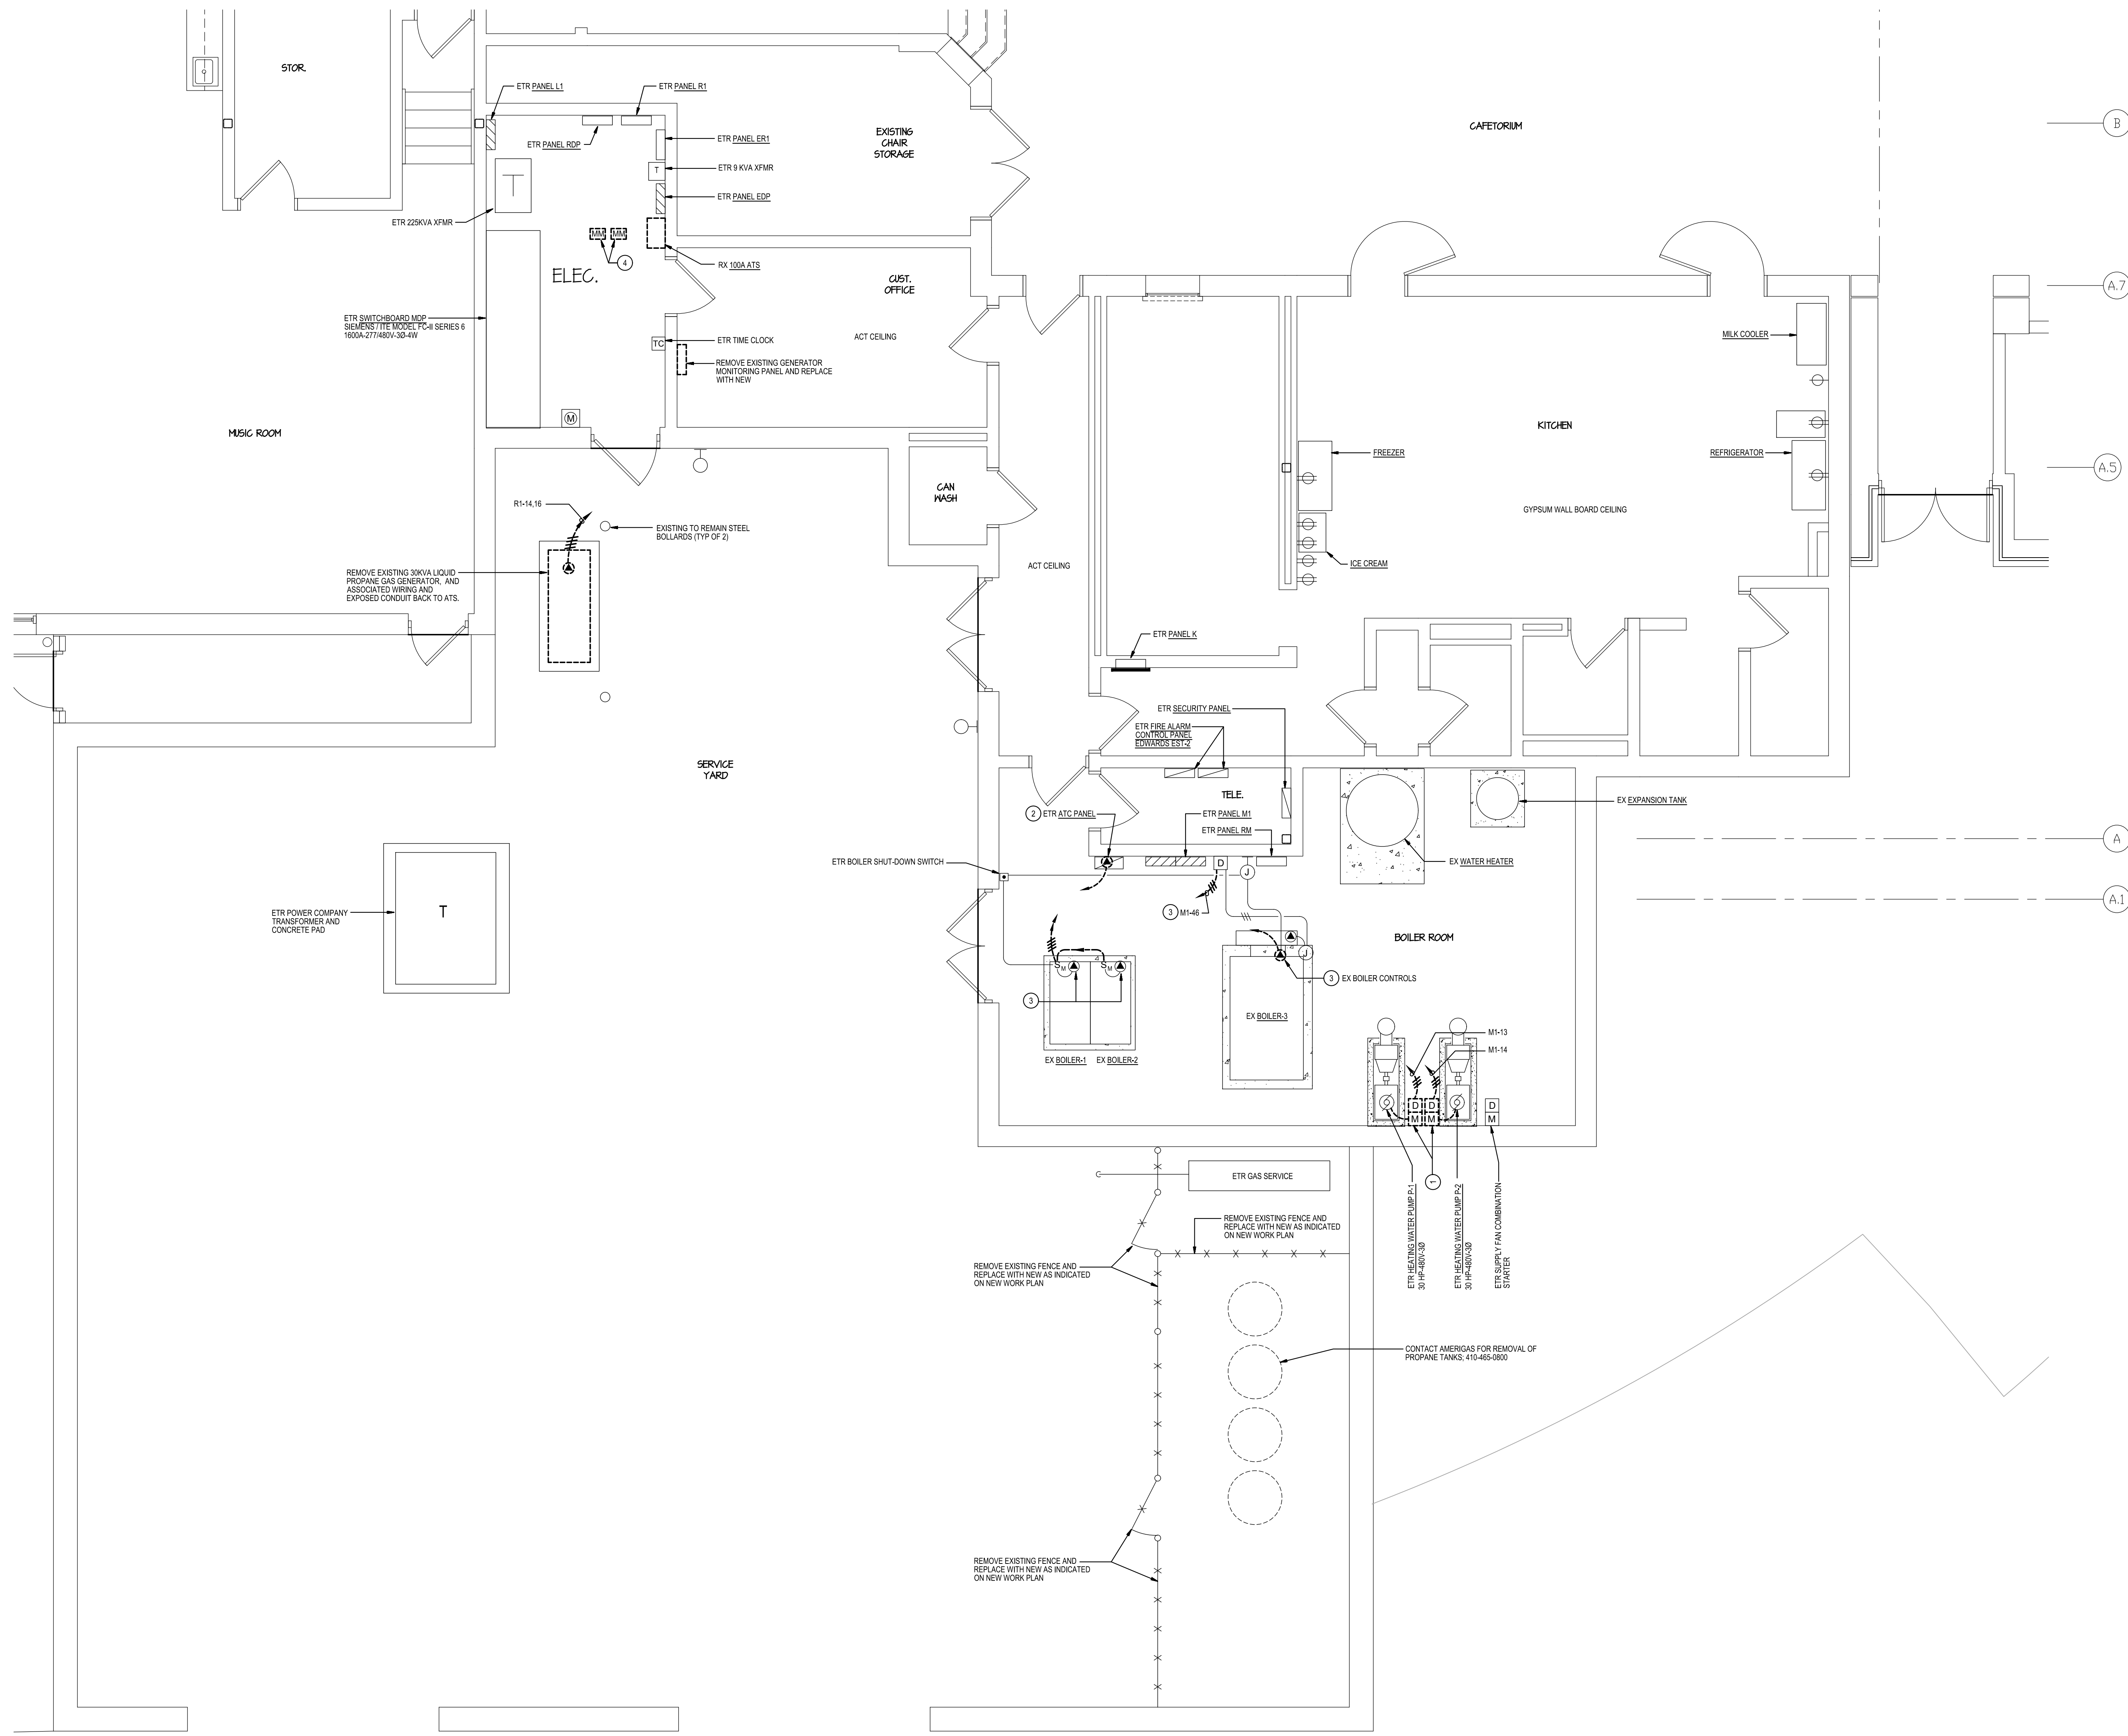 STOR.
ETR PANEL L1
ETR PANEL R1
ETR PANEL RDP
ETR PANEL ER1
T
ETR 9 KVA XFMR
ETR PANEL EDP
T
ETR 225KVA XFMR
MM
MM
4
RX 100A ATS
ELEC.
EXISTING
CHAIR
STORAGE
CAFETORIUM
B
A.7
CUST.
OFFICE
ACT CEILING
ETR SWITCHBOARD MDP
SIEMENS / ITE MODEL FC-II SERIES 6
1600A-277/480V-3Ø-4W
TC
ETR TIME CLOCK
REMOVE EXISTING GENERATOR
MONITORING PANEL AND REPLACE
WITH NEW
M
MUSIC ROOM
MILK COOLER
KITCHEN
FREEZER
REFRIGERATOR
A.5
CAN
WASH
R1-14,16
EXISTING TO REMAIN STEEL
BOLLARDS (TYP OF 2)
GYPSUM WALL BOARD CEILING
ICE CREAM
ACT CEILING
REMOVE EXISTING 30KVA LIQUID
PROPANE GAS GENERATOR, AND
ASSOCIATED WIRING AND
EXPOSED CONDUIT BACK TO ATS.
ETR PANEL K
ETR SECURITY PANEL
ETR FIRE ALARM
CONTROL PANEL
EDWARDS EST-2
SERVICE
YARD
TELE.
2
ETR ATC PANEL
ETR PANEL M1
ETR PANEL RM
EX EXPANSION TANK
A
EX WATER HEATER
ETR BOILER SHUT-DOWN SWITCH
D
J
A.1
ETR POWER COMPANY
TRANSFORMER AND
CONCRETE PAD
T
3
M1-46
BOILER ROOM
J
S
M
S
M
3
EX BOILER CONTROLS
3
EX BOILER-3
EX BOILER-1
EX BOILER-2
M1-13
M1-14
D
M
D
M
D
M
1
ETR GAS SERVICE
ETR HEATING WATER PUMP P-1
30 HP-480V-3Ø
ETR HEATING WATER PUMP P-2
30 HP-480V-3Ø
ETR SUPPLY FAN COMBINATION
STARTER
REMOVE EXISTING FENCE AND
REPLACE WITH NEW AS INDICATED
ON NEW WORK PLAN
REMOVE EXISTING FENCE AND
REPLACE WITH NEW AS INDICATED
ON NEW WORK PLAN
CONTACT AMERIGAS FOR REMOVAL OF
PROPANE TANKS; 410-465-0800
REMOVE EXISTING FENCE AND
REPLACE WITH NEW AS INDICATED
ON NEW WORK PLAN